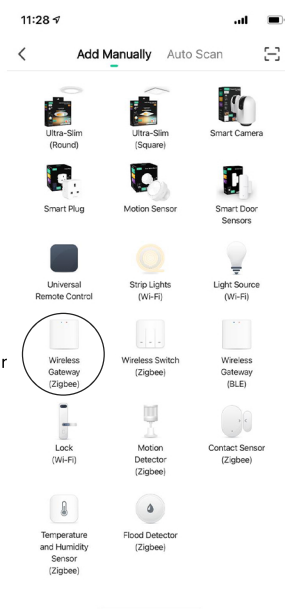 11:28
Add Manually Auto Scan
Ultra-Slim
(Round)
Ultra-Slim
(Square)
Smart Camera
Smart Plug
Motion Sensor
Smart Door
Sensors
Universal
Remote Control
Strip Lights
(Wi-Fi)
Light Source
(Wi-Fi)
r
Wireless
Gateway
(Zigbee)
Wireless Switch
(Zigbee)
Wireless
Gateway
(BLE)
Lock
(Wi-Fi)
Motion
Detector
(Zigbee)
Contact Sensor
(Zigbee)
Temperature
and Humidity
Sensor
(Zigbee)
Flood Detector
(Zigbee)